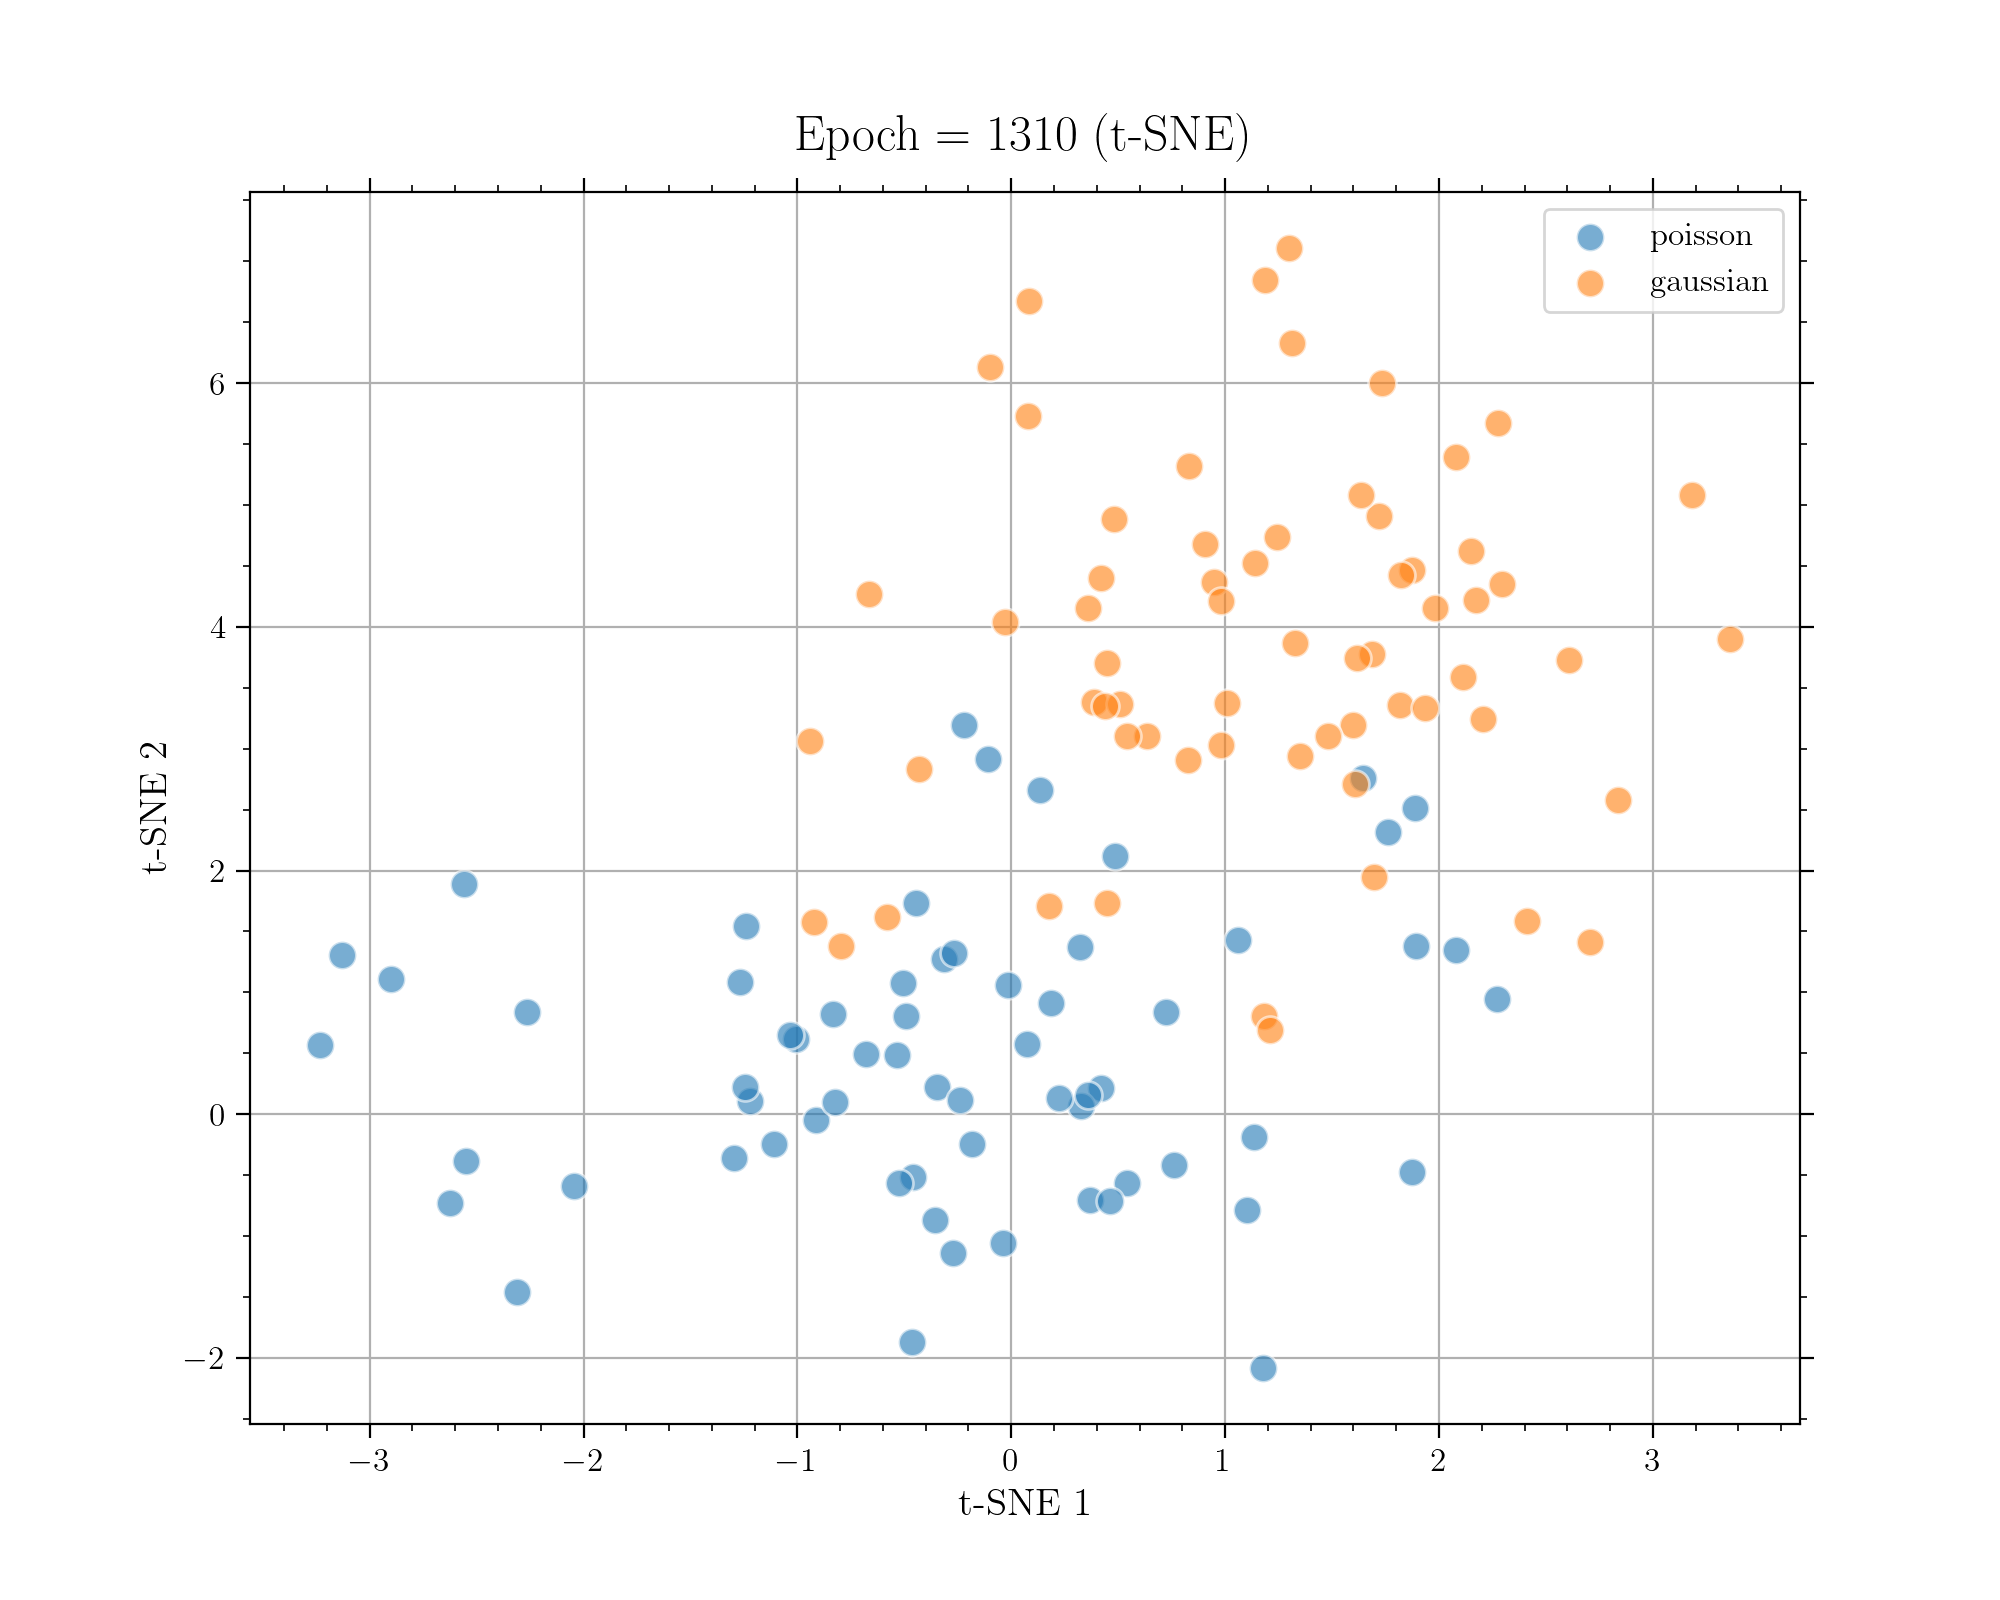 Epoch = 1310 (t-SNE)
poisson
gaussian
6
4
2
0
−2
t-SNE 2
−3
−2
−1
0
1
2
3
t-SNE 1